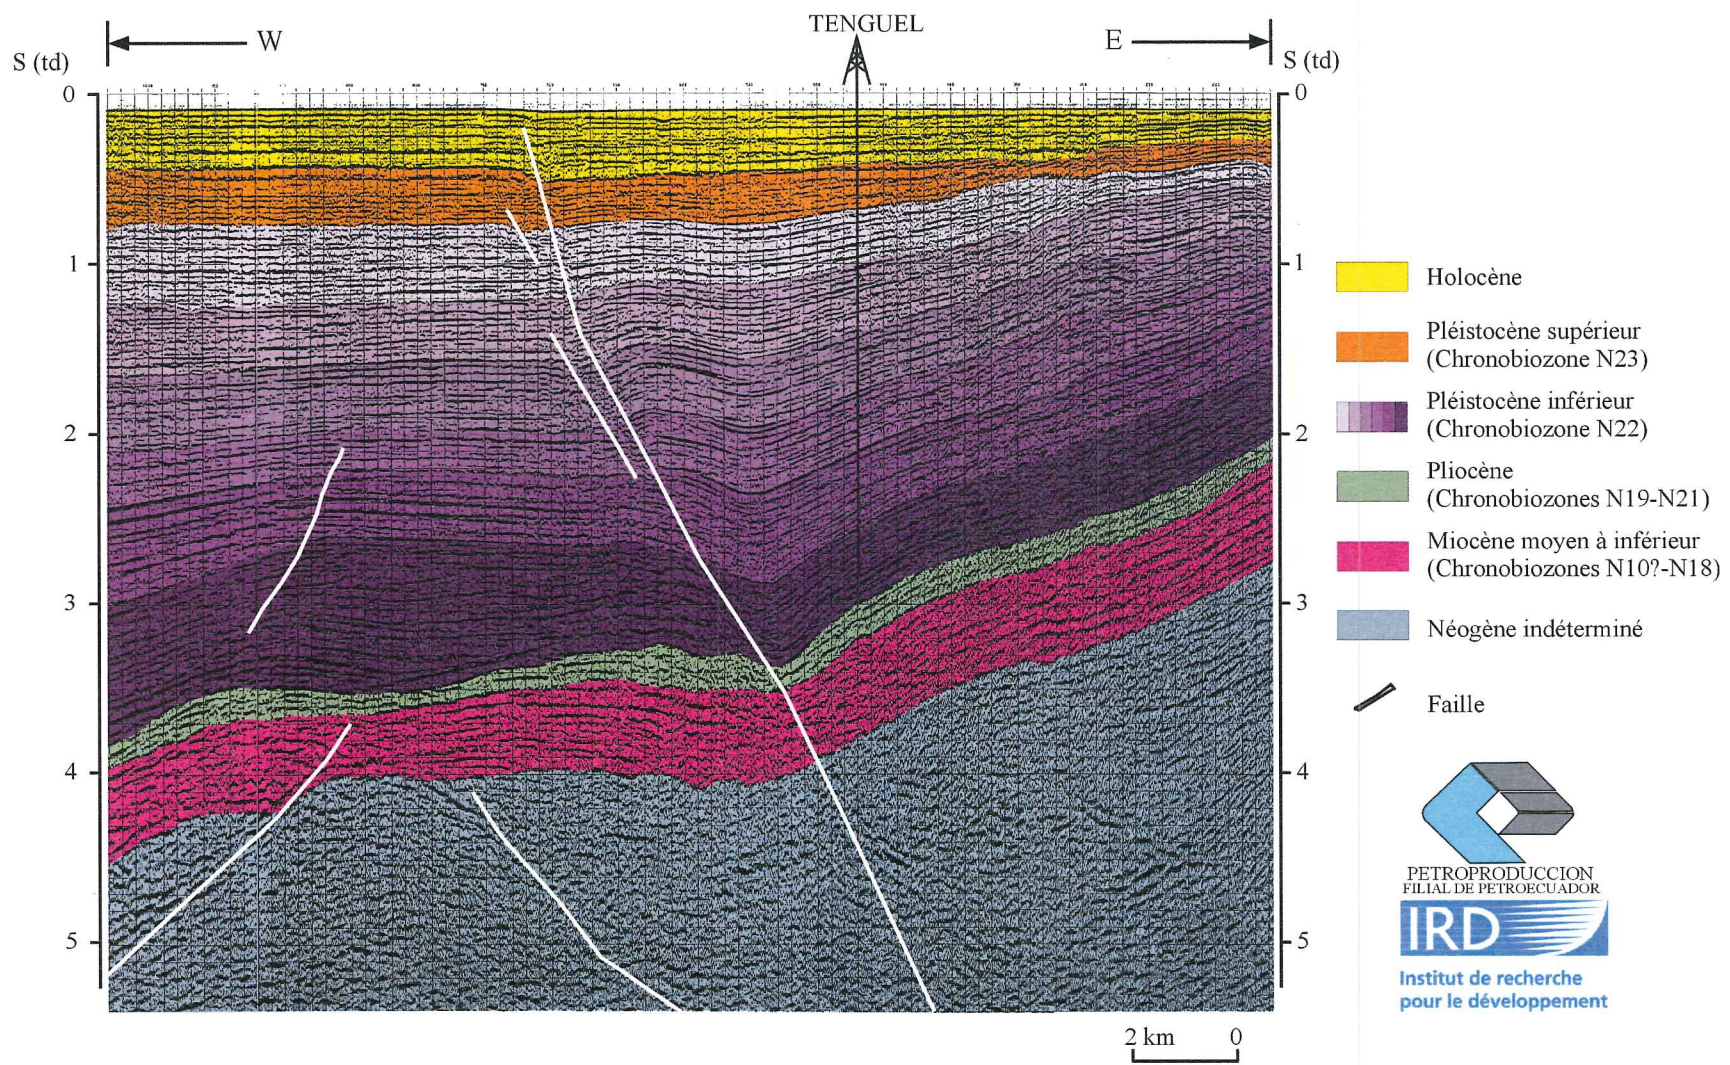 TENGUEL
W
E
S (td)
S (td)
0
0
1
1
2
2
3
3
4
4
5
5
Holocène
Pléistocène supérieur
(Chronobiozone N23)
Pléistocène inférieur
(Chronobiozone N22)
Pliocène
(Chronobiozones N19-N21)
Miocène moyen à inférieur
(Chronobiozones N10?-N18)
Néogène indéterminé
Faille
PETROPRODUCCION
FILIAL DE PETROECUADOR
IRD
Institut de recherche
pour le développement
2 km 0